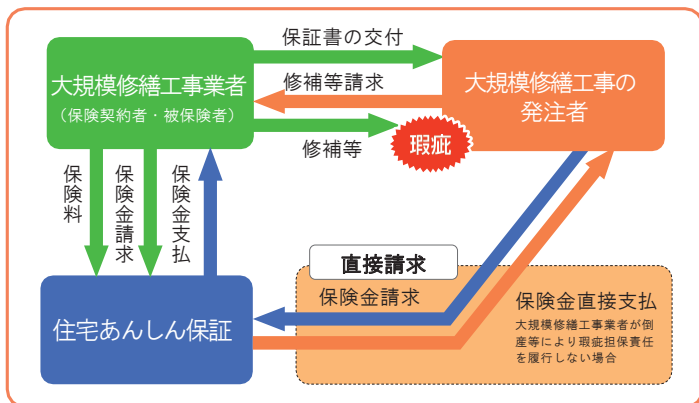 保証書の交付
大規模修繕工事業者
（保険契約者・被保険者）
修補等請求
大規模修繕工事の
発注者
瑕疵
修補等
保険料
保険金請求
保険金支払
直接請求
保険金請求
住宅あんしん保証
保険金直接支払
大規模修繕工事業者が倒
産等により瑕疵担保責任
を履行しない場合